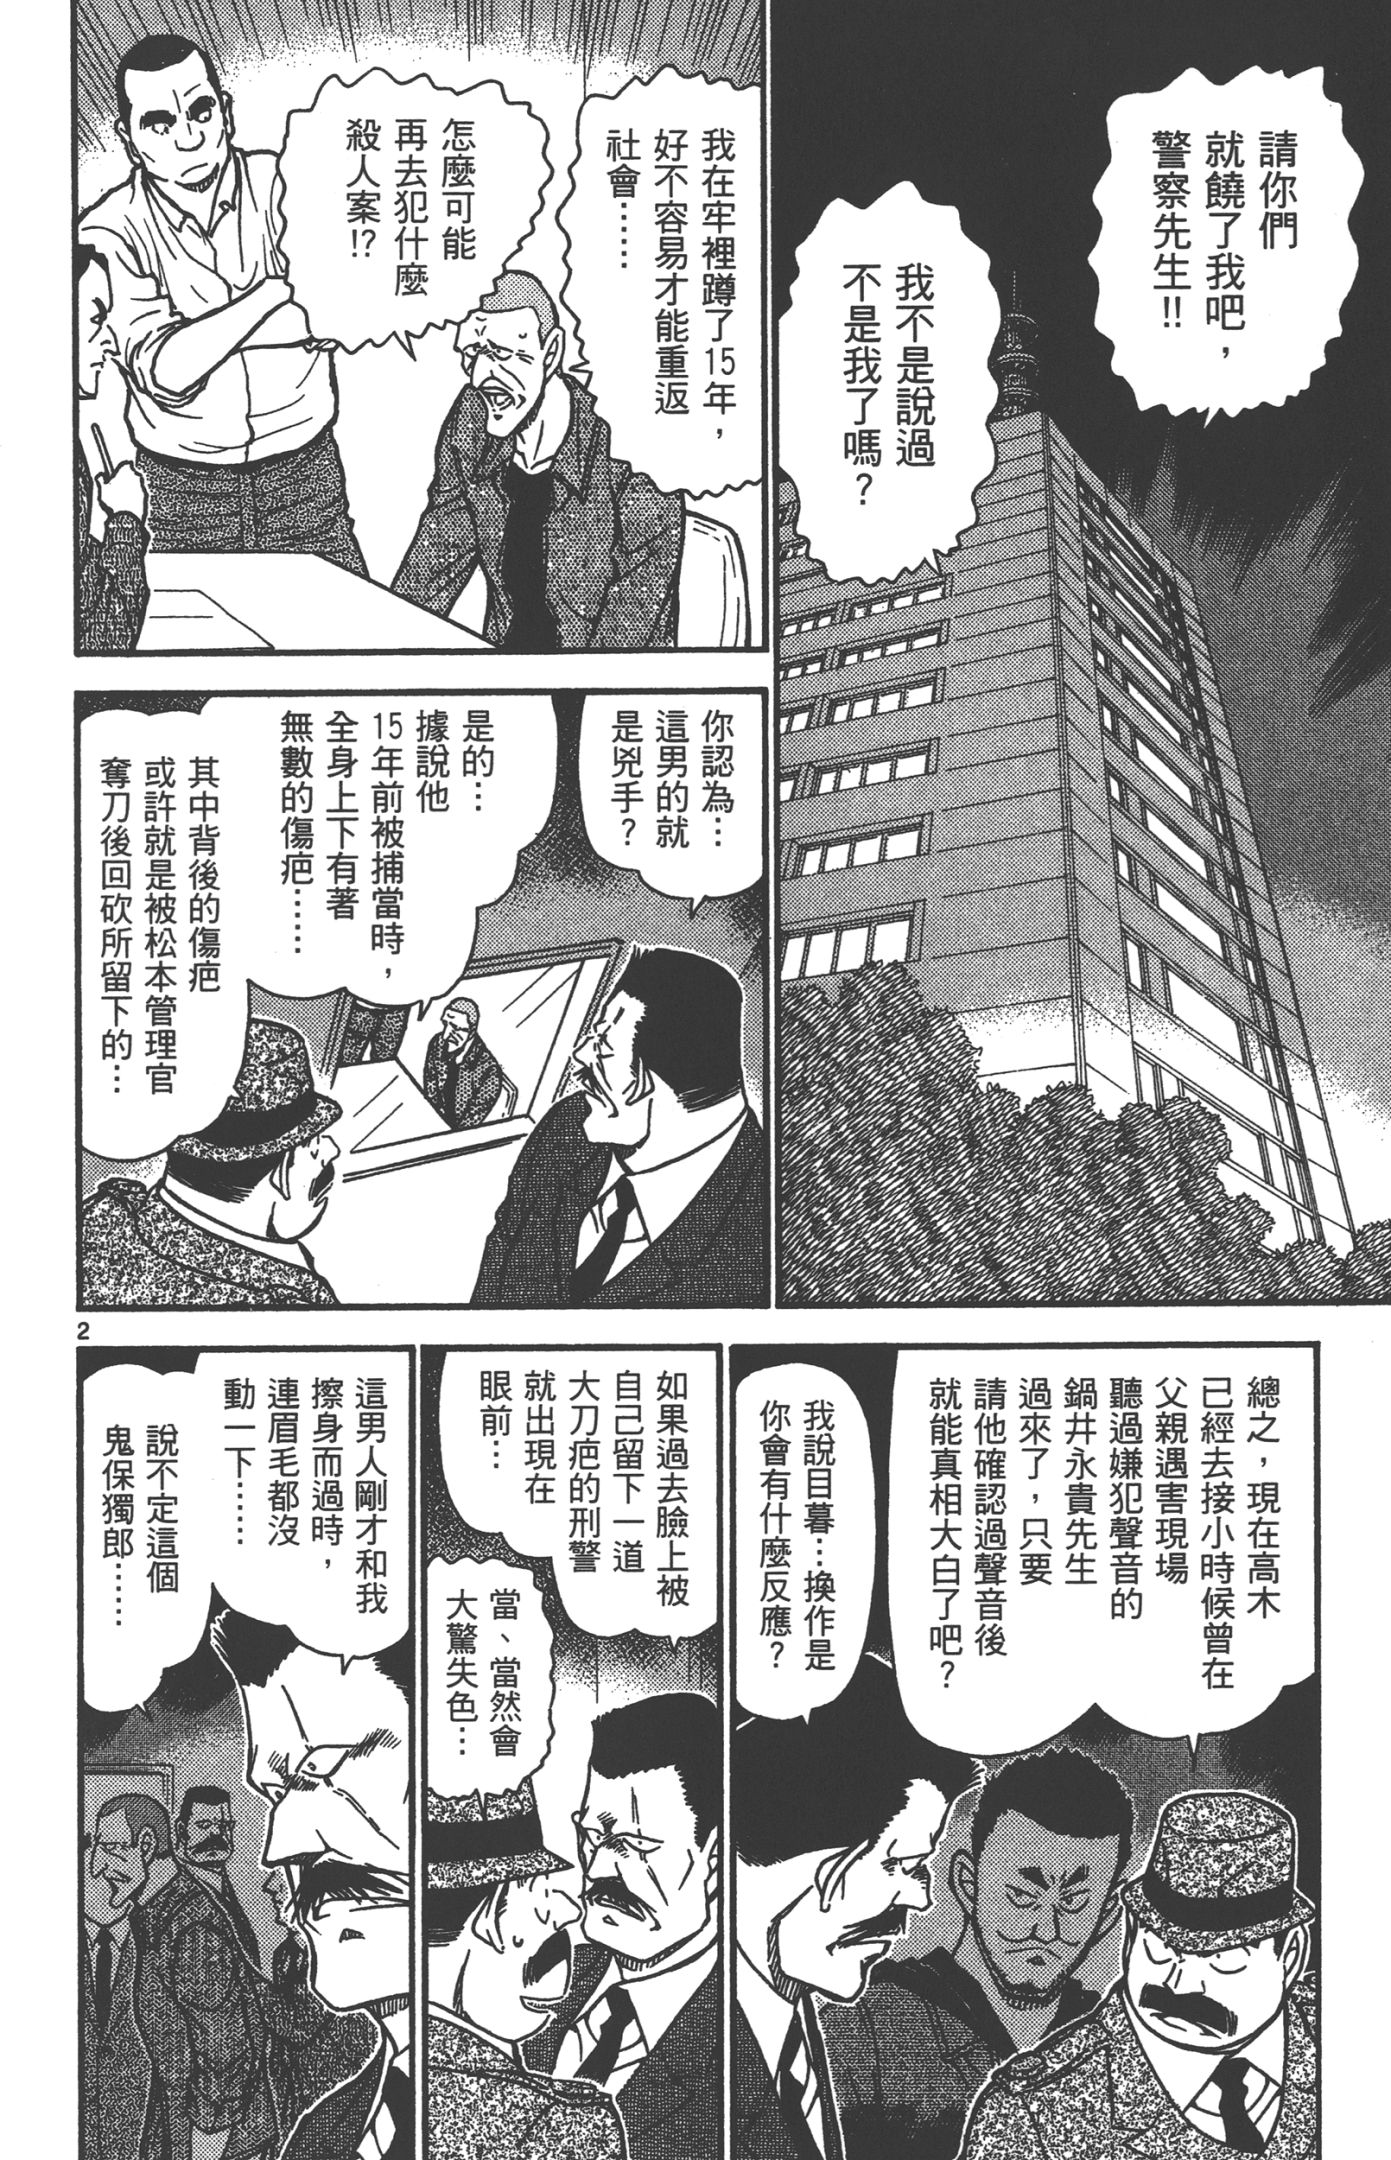 請你們
就饒了我吧，
警察先生!!
我不是說過
不是我了嗎？
我在牢裡蹲了15年，
好不容易才能重返
社會……
怎麼可能
再去犯什麼
殺人案!?
你認為…
這男的就
是兇手？
是的…
據說他
15年前被捕當時，
全身上下有著
無數的傷疤……
其中背後的傷疤
或許就是被松本管理官
奪刀後回砍所留下的…
2
總之，現在高木
已經去接小時候曾在
父親遇害現場
聽過嫌犯聲音的
鍋井永貴先生
過來了，只要
請他確認過聲音後
就能真相大白了吧？
我說目暮…換作是
你會有什麼反應？
如果過去臉上被
自己留下一道
大刀疤的刑警
就出現在
眼前…
當、當然會
大驚失色…
這男人剛才和我
擦身而過時，
連眉毛都沒
動一下……
說不定這個
鬼保獨郎……